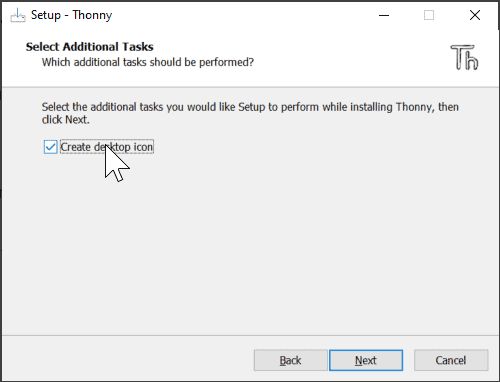 Setup - Thonny
Select Additional Tasks
Which additional tasks should be performed?
Th
Select the additional tasks you would like Setup to perform while installing Thonny, then
click Next.
Create desktop icon
Back
Next
Cancel